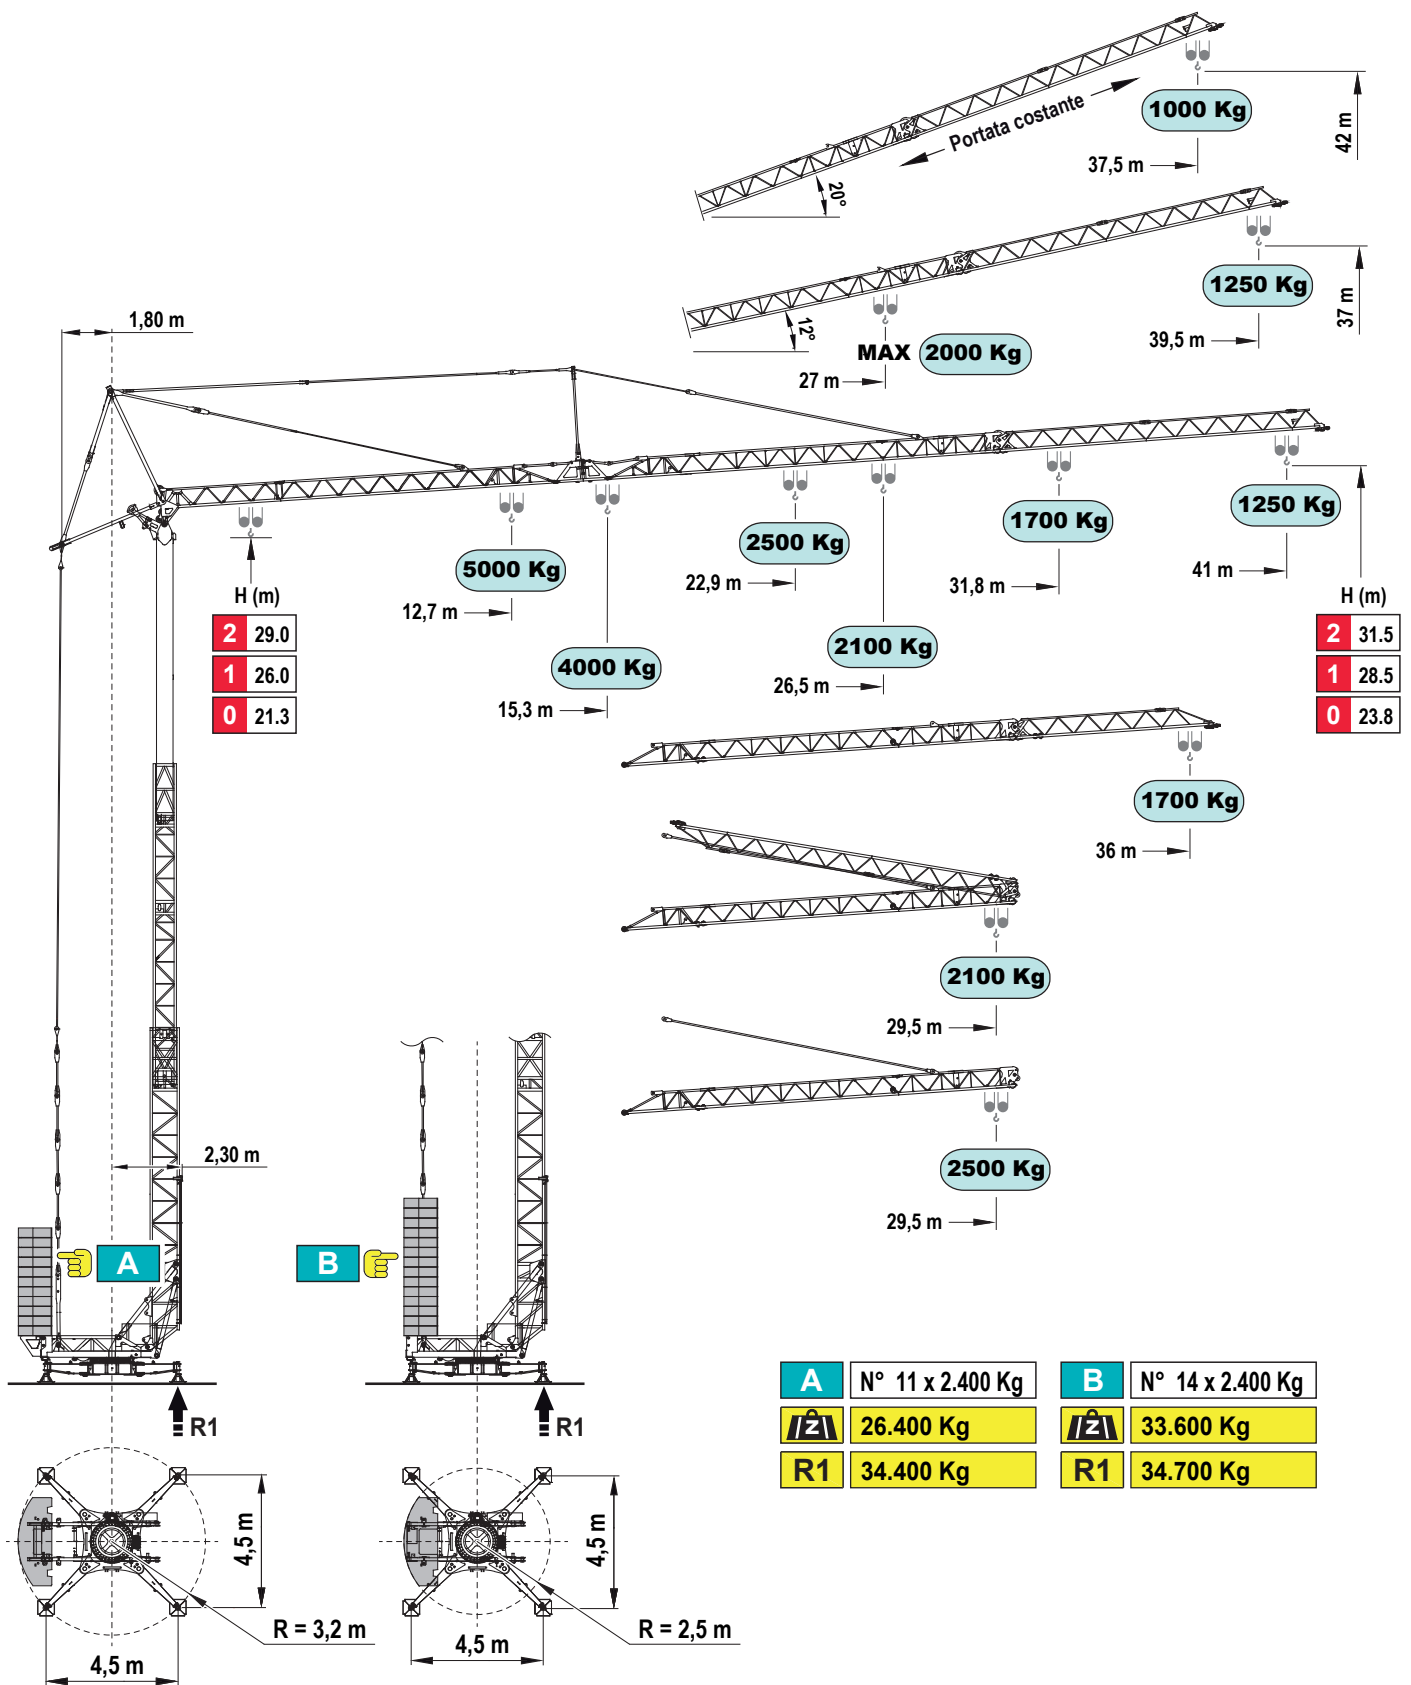 1000 Kg
Portata costante
42 m
37,5 m
20°
1250 Kg
37 m
39,5 m
12°
MAX 2000 Kg
27 m
1,80 m
5000 Kg
12,7 m
4000 Kg
15,3 m
2500 Kg
22,9 m
2100 Kg
26,5 m
1700 Kg
31,8 m
1250 Kg
41 m
H (m)
2 29.0
1 26.0
0 21.3
H (m)
2 31.5
1 28.5
0 23.8
1700 Kg
36 m
2100 Kg
29,5 m
2500 Kg
29,5 m
2,30 m
A
B
R1
R1
A N° 11 x 2.400 Kg
Z 26.400 Kg
R1 34.400 Kg
B N° 14 x 2.400 Kg
Z 33.600 Kg
R1 34.700 Kg
4,5 m
R = 3,2 m
4,5 m
4,5 m
R = 2,5 m
4,5 m